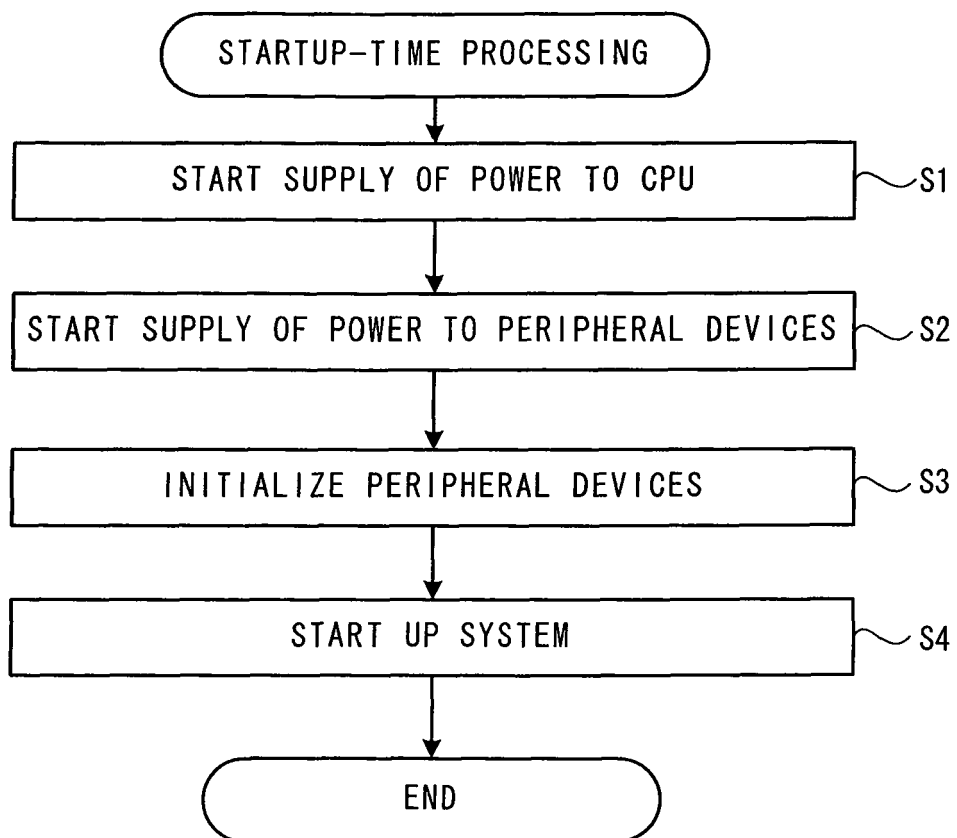 STARTUP-TIME PROCESSING
START SUPPLY OF POWER TO CPU
S1
START SUPPLY OF POWER TO PERIPHERAL DEVICES
S2
INITIALIZE PERIPHERAL DEVICES
S3
START UP SYSTEM
S4
END